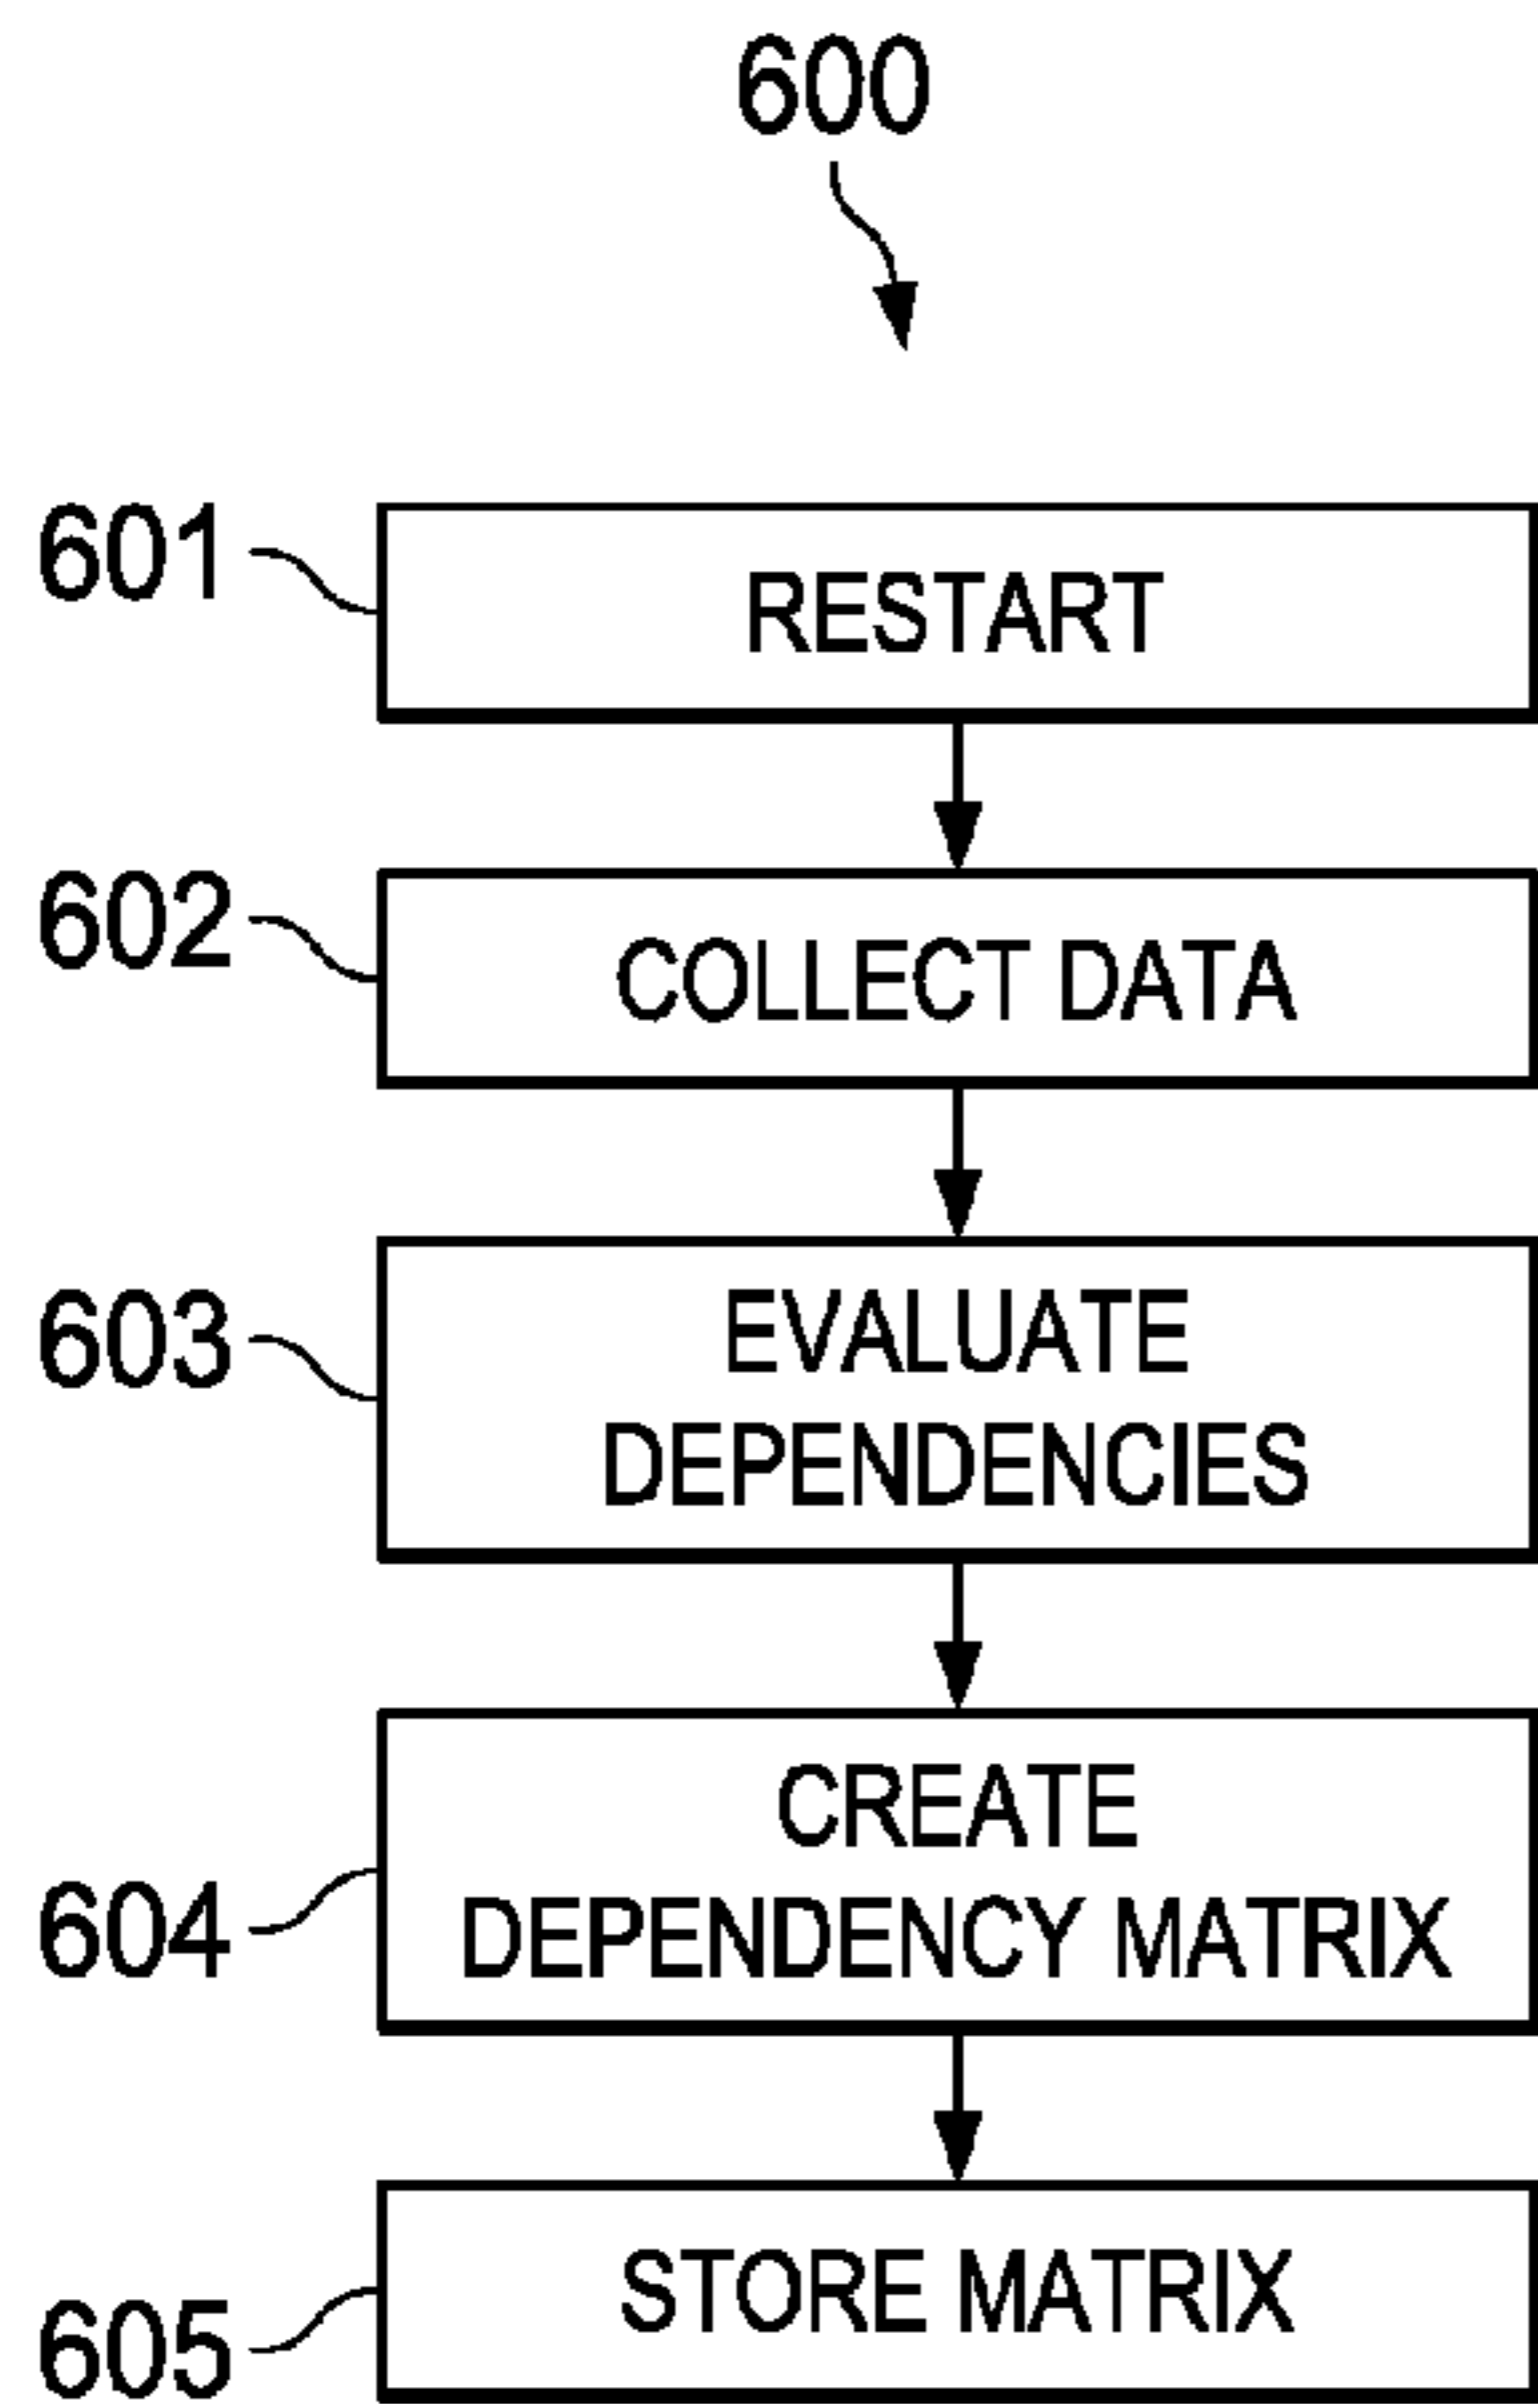 600
601
RESTART
602
COLLECT DATA
603
EVALUATE
DEPENDENCIES
604
CREATE
DEPENDENCY MATRIX
605
STORE MATRIX